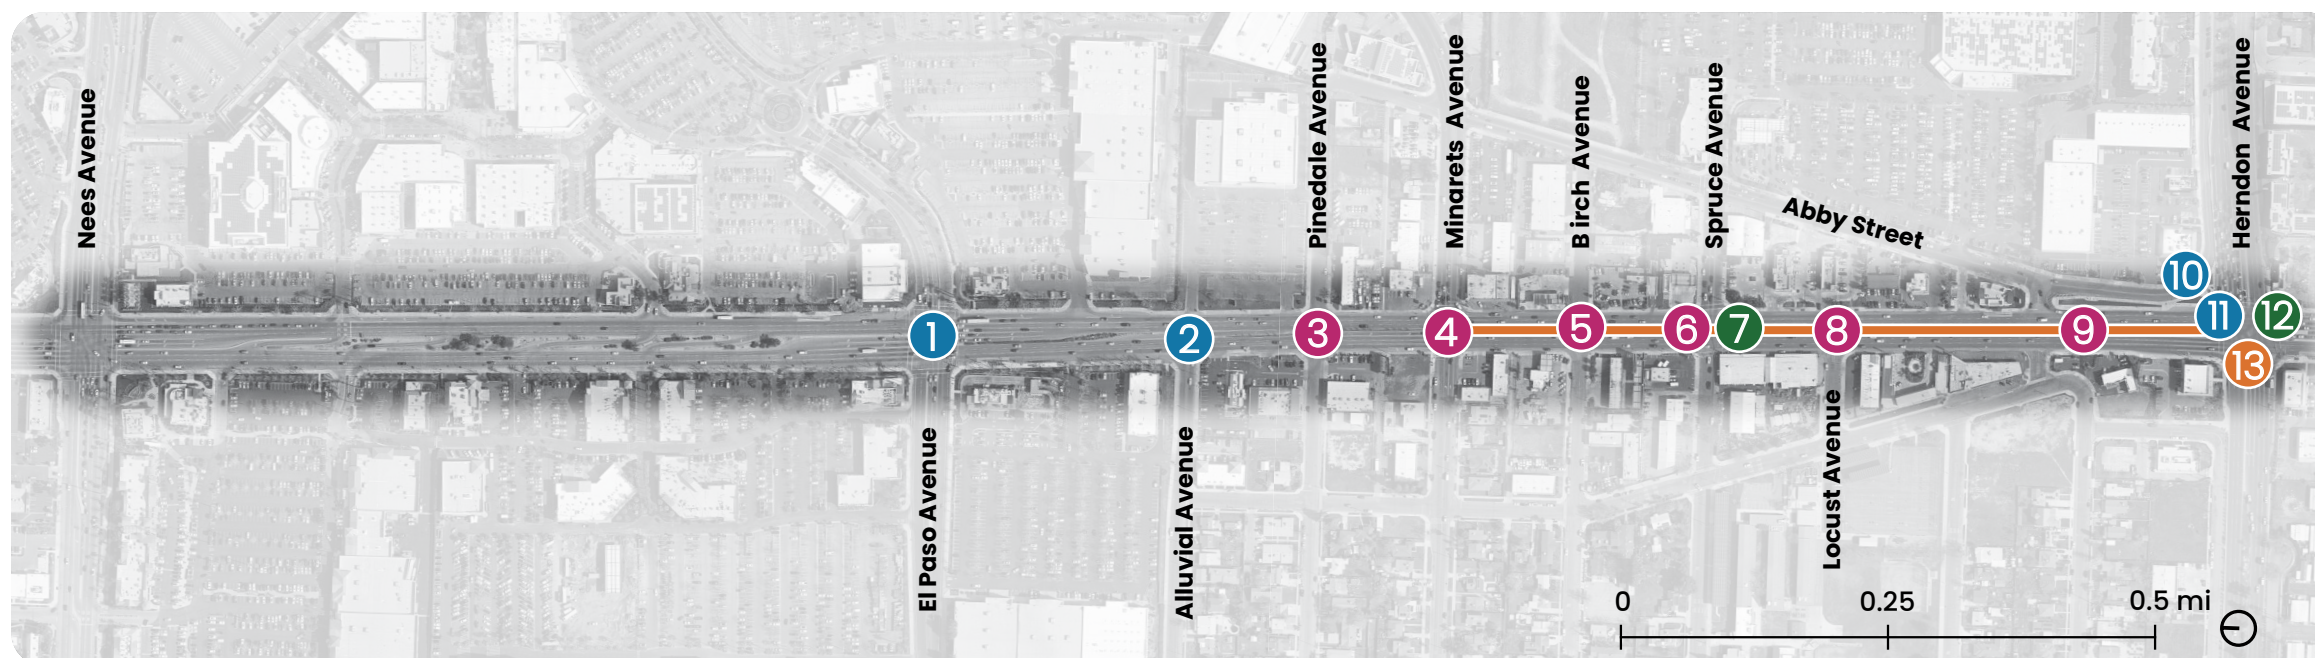 Nees Avenue
El Paso Avenue
Alluvial Avenue
Pinedale Avenue
Minarets Avenue
Birch Avenue
Spruce Avenue
Abby Street
Locust Avenue
Herndon Avenue
1
2
3
4
5
6
7
8
9
10
11
12
13
0
0.25
0.5 mi